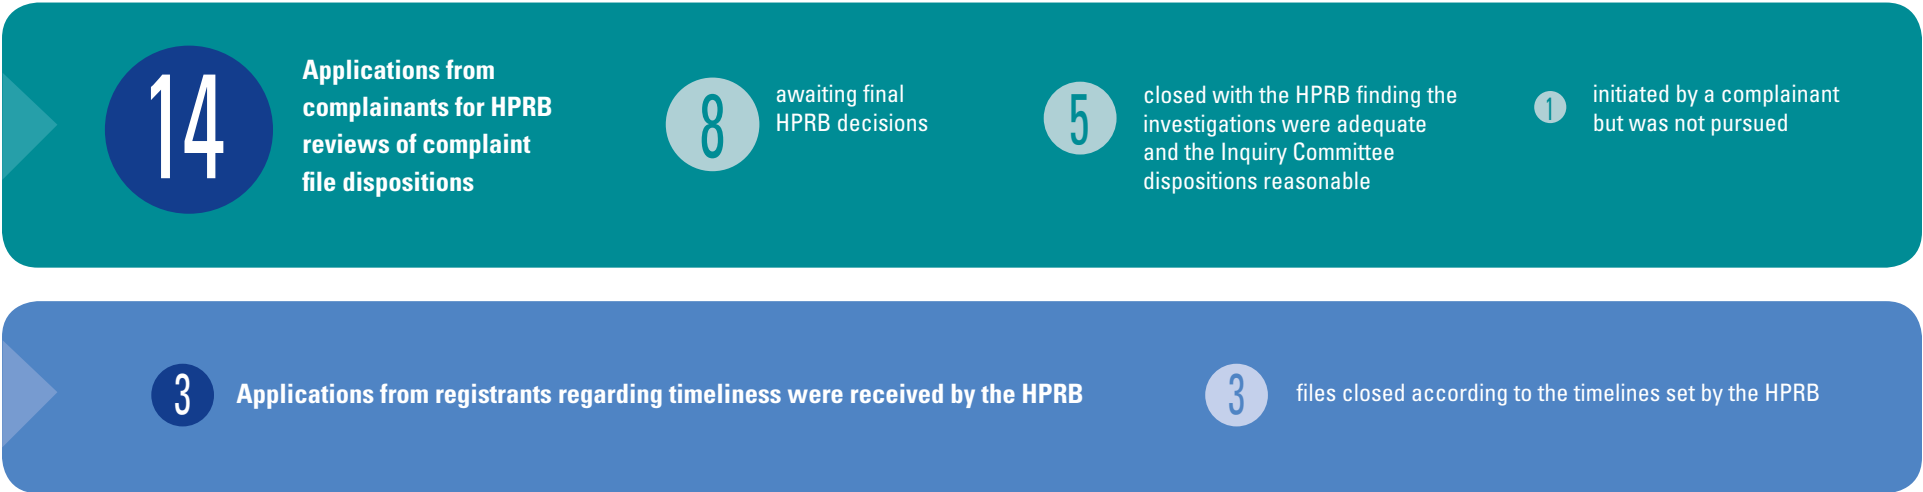 14
Applications from
complainants for HPRB
reviews of complaint
file dispositions
8
awaiting final
HPRB decisions
5
closed with the HPRB finding the
investigations were adequate
and the Inquiry Committee
dispositions reasonable
1
initiated by a complainant
but was not pursued
3
Applications from registrants regarding timeliness were received by the HPRB
3
files closed according to the timelines set by the HPRB